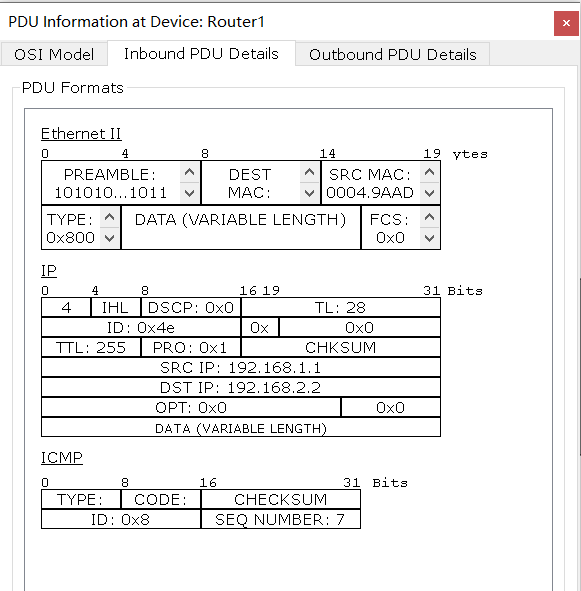 PDU Information at Device: Router1
OSI Model Inbound PDU Details Outbound PDU Details
PDU Formats
Ethernet II
0 4 8 14 19 ytes
PREAMBLE: DEST SRC MAC:
101010...1011 MAC: 0004.9AAD
TYPE: DATA (VARIABLE LENGTH) FCS:
0x800 0x0
IP
0 4 8 16 19 31 Bits
4 IHL DSCP: 0x0 TL: 28
ID: 0x4e 0x 0x0
TTL: 255 PRO: 0x1 CHKSUM
SRC IP: 192.168.1.1
DST IP: 192.168.2.2
OPT: 0x0 0x0
DATA (VARIABLE LENGTH)
ICMP
0 8 16 31 Bits
TYPE: CODE: CHECKSUM
ID: 0x8 SEQ NUMBER: 7